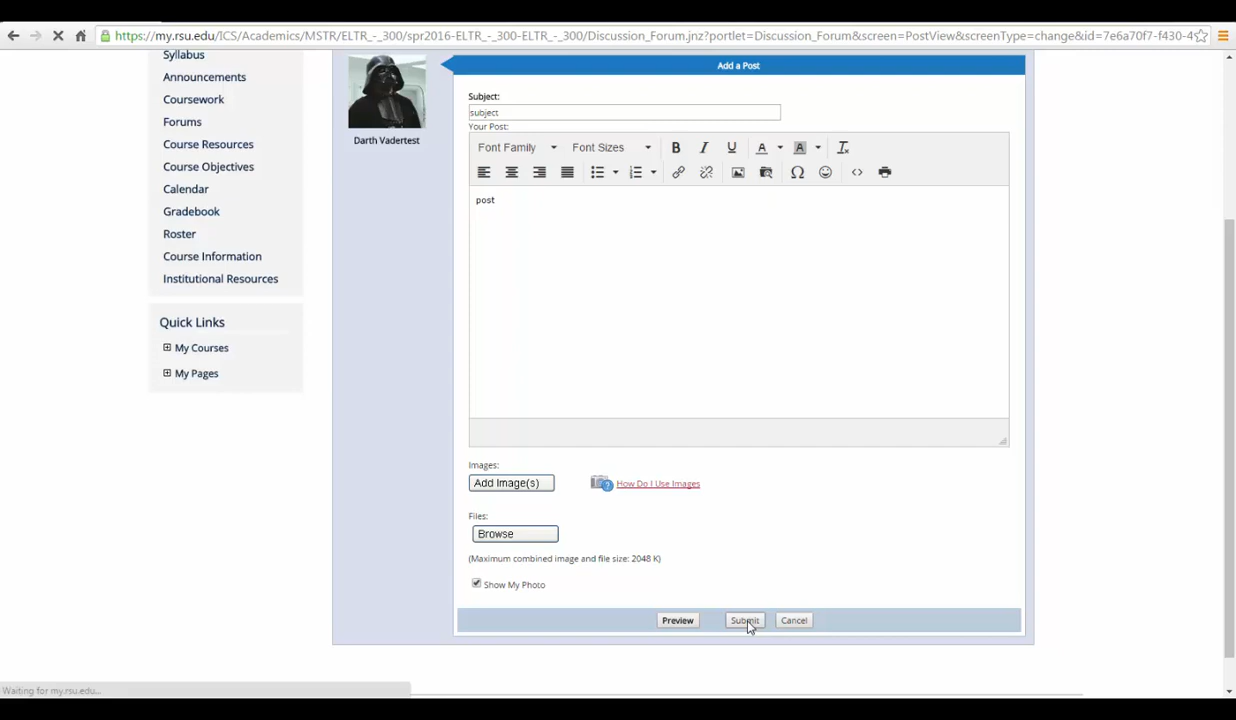 https://my.rsu.edu/ICS/Academics/MSTR/ELTR_-_300/spr2016-ELTR_-_300-ELTR_-_300/Discussion_Forum.jnz?portlet=Discussion_Forum&screen=PostView&screenType=change&id=7e6a70f7-f430-4
Syllabus
Announcements
Coursework
Forums
Course Resources
Course Objectives
Calendar
Gradebook
Roster
Course Information
Institutional Resources
Quick Links
My Courses
My Pages
Darth Vadertest
Add a Post
Subject:
subject
Your Post:
Font Family Font Sizes B I U A A Tx
post
Images:
Add Image(s) How Do I Use Images
Files:
Browse
(Maximum combined image and file size: 2048 K)
Show My Photo
Preview Submit Cancel
Waiting for my.rsu.edu...